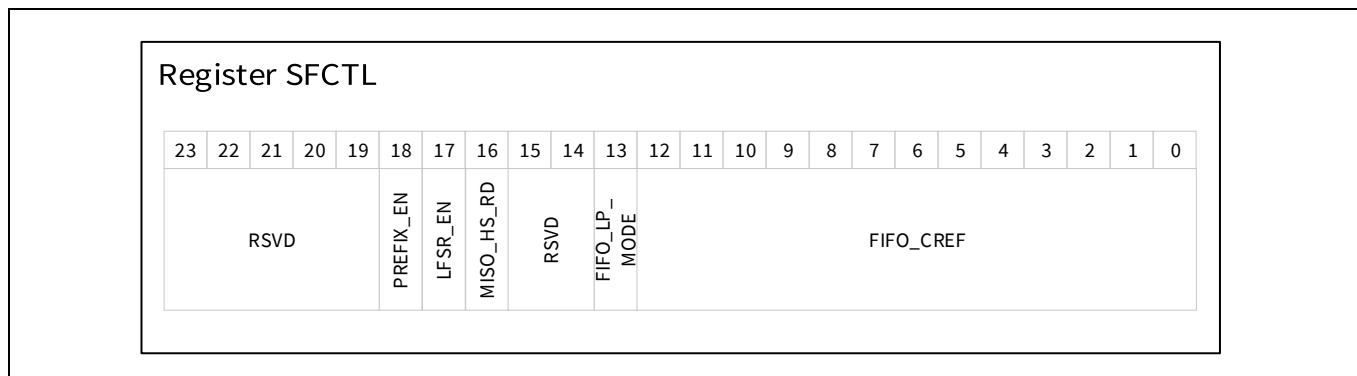 Register SFCTL
23 22 21 20 19 18 17 16 15 14 13 12 11 10 9 8 7 6 5 4 3 2 1 0
RSVD
PREFIX_EN
LFSR_EN
MISO_HS_RD
RSVD
FIFO_LP_
MODE
FIFO_CREF